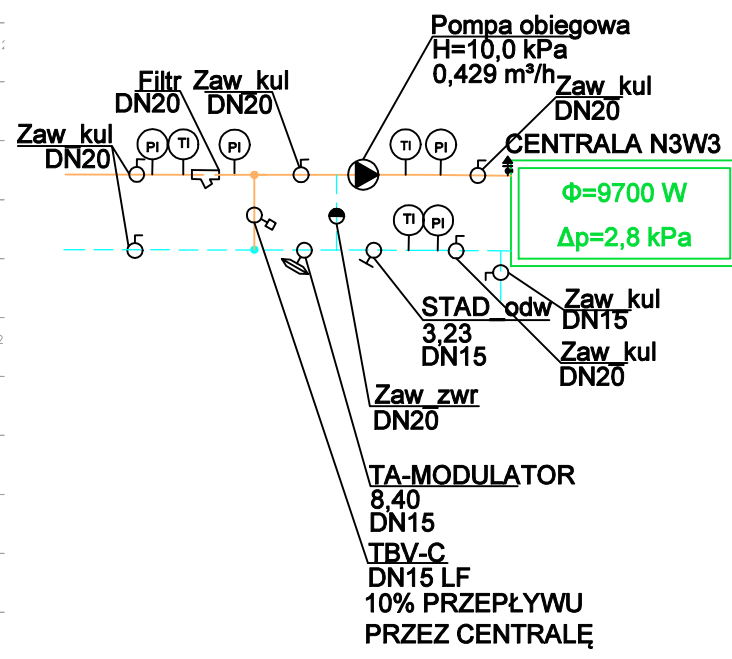 Pompa obiegowa
H=10,0 kPa
0,429 m³/h
Filtr
DN20
Zaw_kul
DN20
Zaw_kul
DN20
Zaw_kul
DN20
PI
TI
PI
TI
PI
CENTRALA N3W3
Φ=9700 W
Δp=2,8 kPa
TI
PI
STAD_odw
3,23
DN15
Zaw_kul
DN15
Zaw_kul
DN20
Zaw_zwr
DN20
TA-MODULATOR
8,40
DN15
TBV-C
DN15 LF
10% PRZEPŁYWU
PRZEZ CENTRALĘ